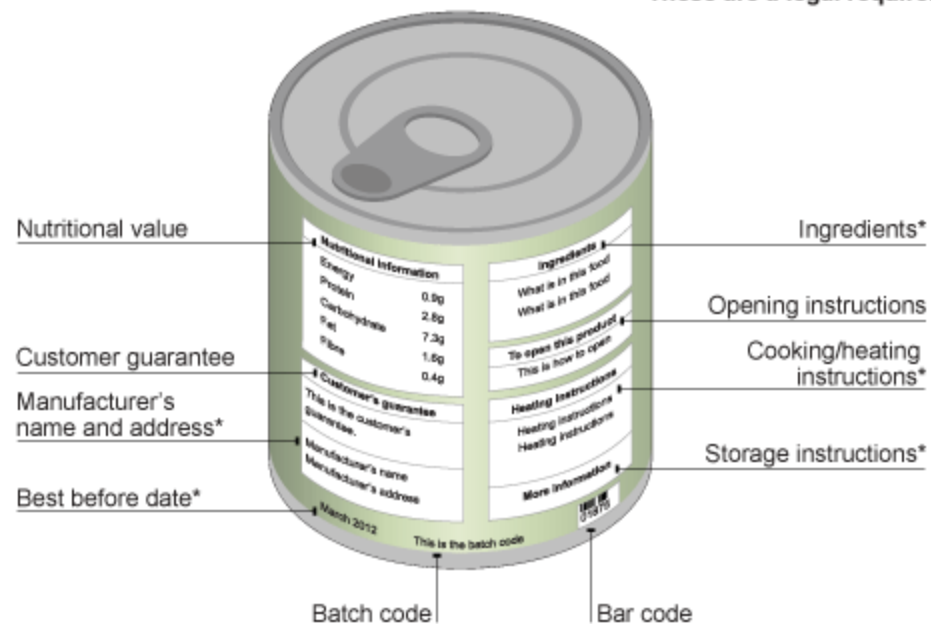 These are a legal
Nutritional value
Customer guarantee
Manufacturer's
name and address*
Best before date*
Nutritional information
Energy 0.9g
Protein 2.8g
Carbohydrate 7.3g
Fat 1.6g
Fibre 0.4g
Customer's guarantee
This is the customer's
guarantee.
Manufacturer's name
Manufacturer's address
March 2012
This is the batch code
Ingredients
What is in this food
What is in this food
To open this product
This is how to open
Heating instructions
Heating instructions
Heating instructions
More information
Ingredients*
Opening instructions
Cooking/heating
instructions*
Storage instructions*
Batch code
Bar code